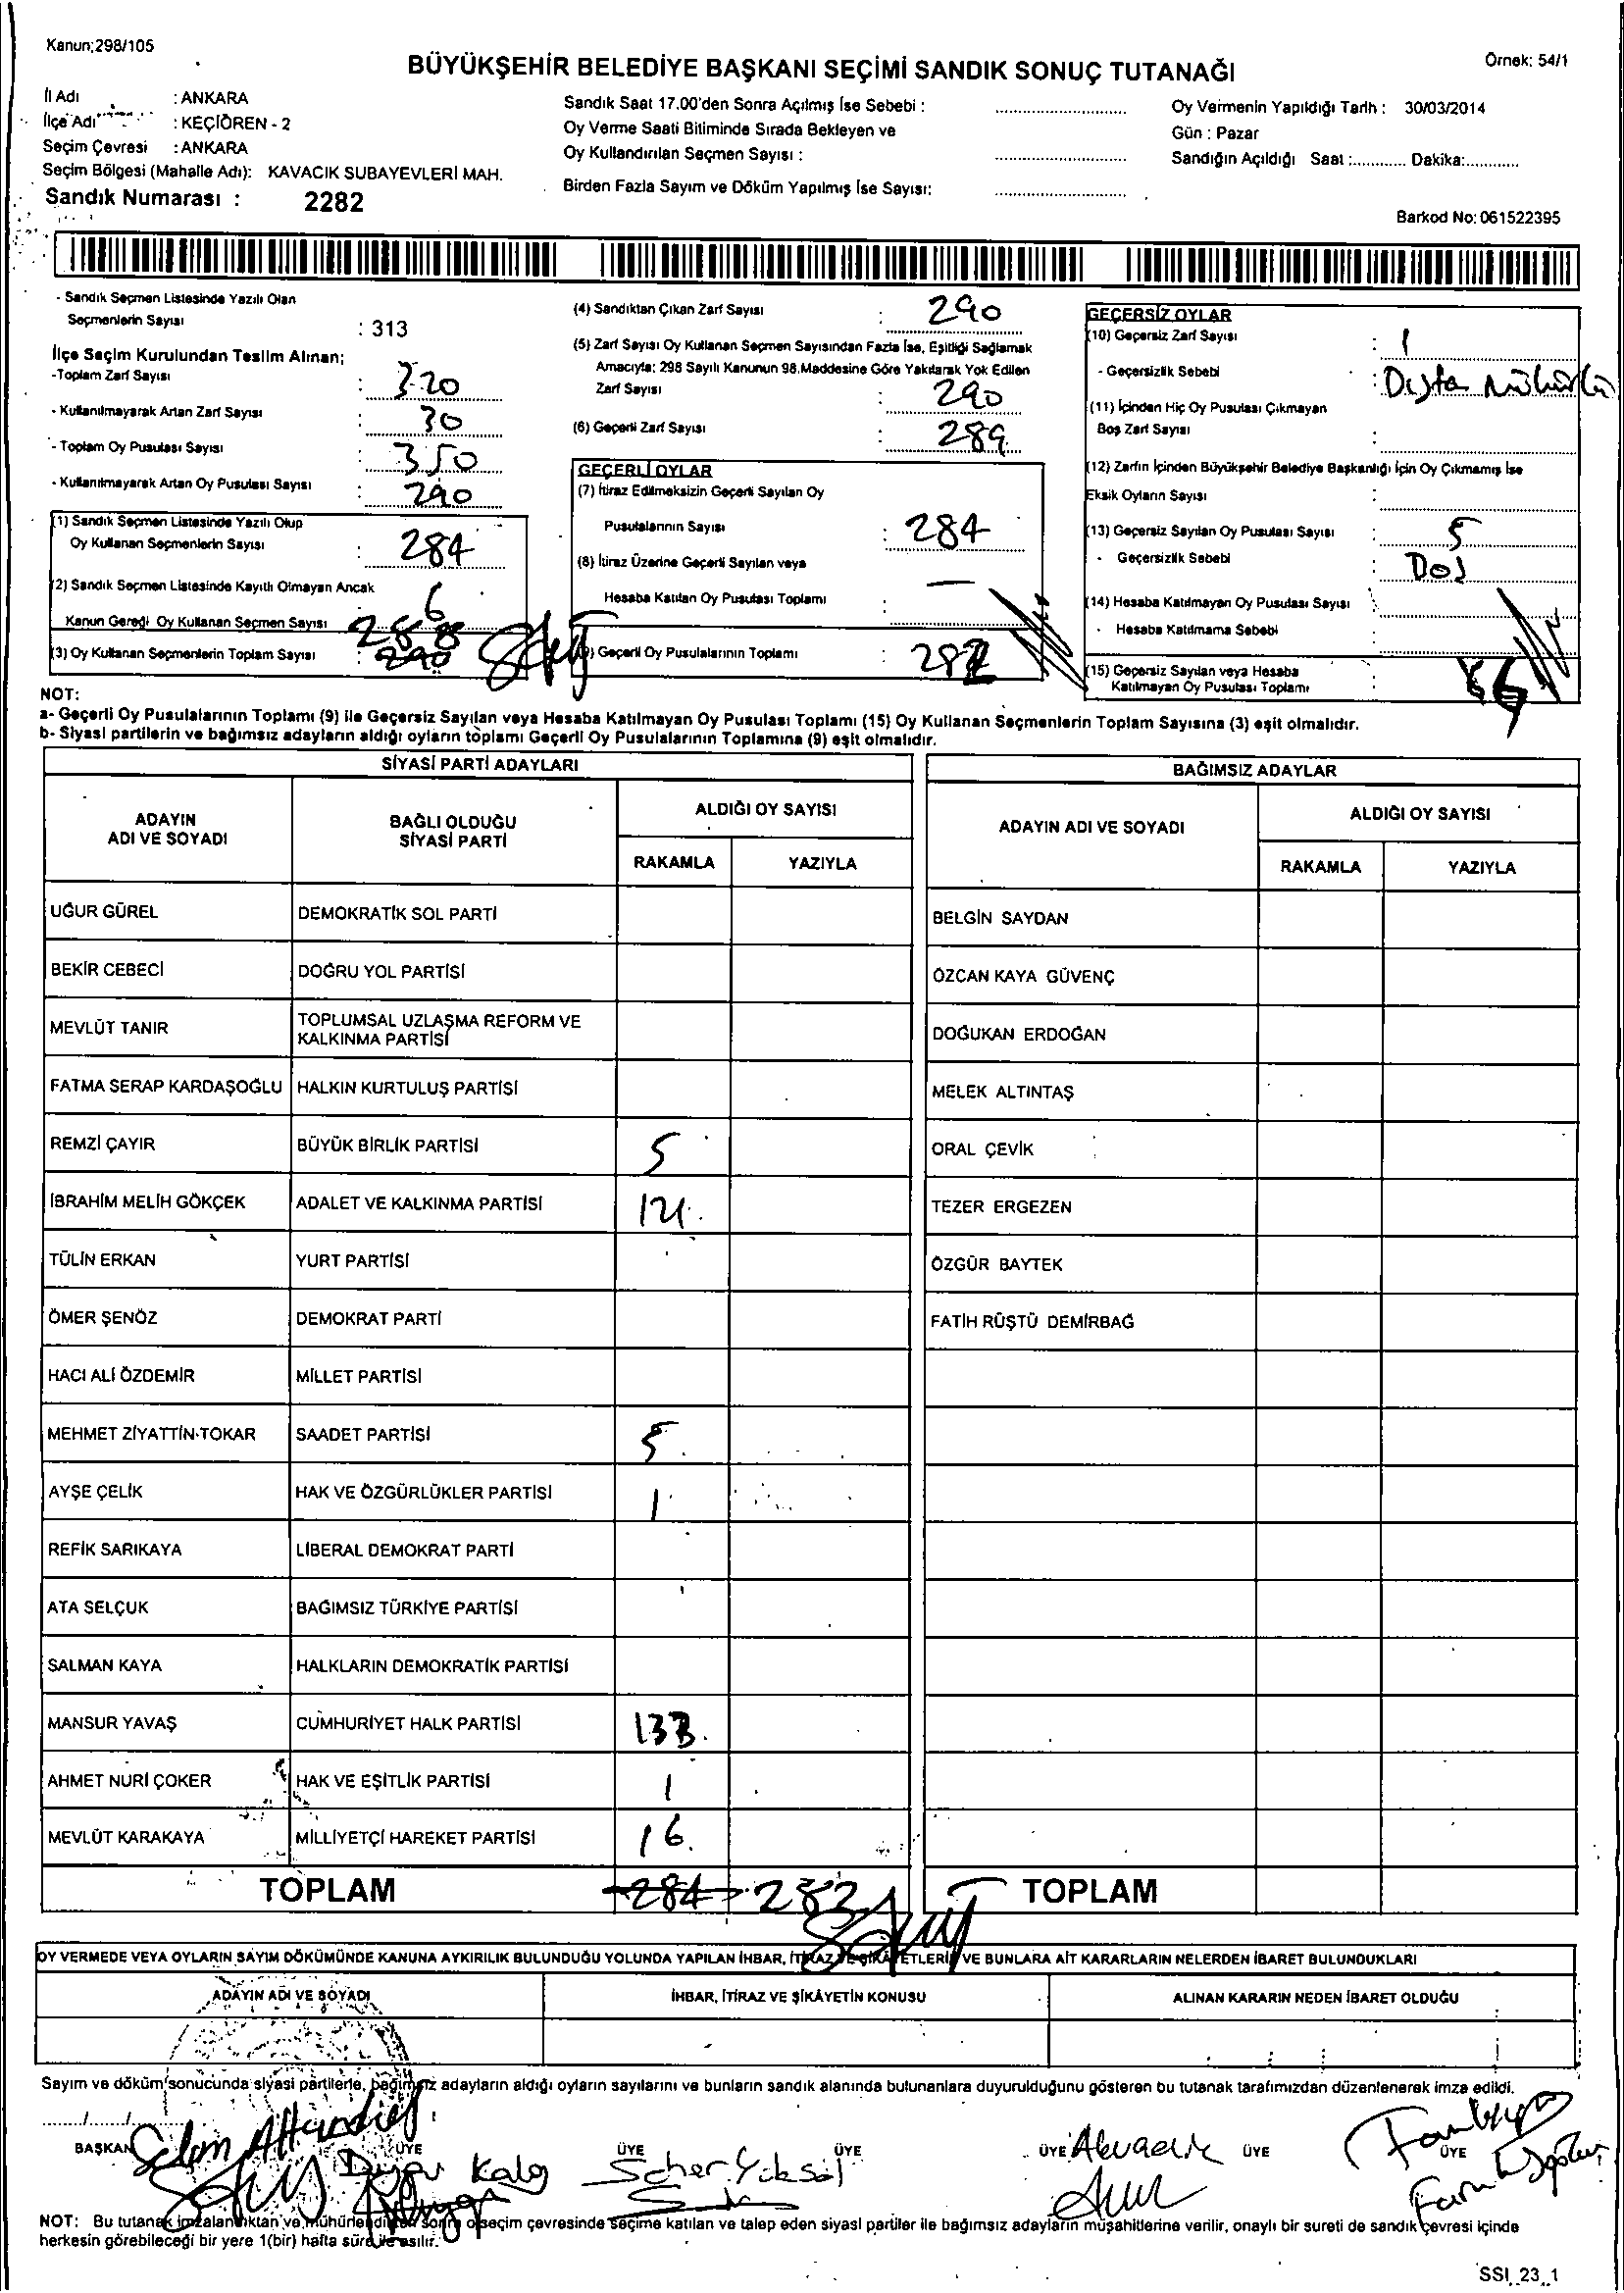 Kanun;298/105
BÜYÜKŞEHİR BELEDİYE BAŞKANI SEÇİMİ SANDIK SONUÇ TUTANAĞI
Örnek: 54/1
İl Adı : ANKARA
İlçe Adı : KEÇİÖREN - 2
Seçim Çevresi : ANKARA
Seçim Bölgesi (Mahalle Adı): KAVACIK SUBAYEVLERİ MAH.
Sandık Numarası : 2282
Sandık Saat 17.00'den Sonra Açılmış İse Sebebi :
Oy Verme Saati Bitiminde Sırada Bekleyen ve
Oy Kullandırılan Seçmen Sayısı :
Birden Fazla Sayım ve Döküm Yapılmış İse Sayısı:
Oy Vermenin Yapıldığı Tarih : 30/03/2014
Gün : Pazar
Sandığın Açıldığı Saat :............ Dakika:............
Barkod No: 061522395
- Sandık Seçmen Listesinde Yazılı Olan
Seçmenlerin Sayısı : 313
İlçe Seçim Kurulundan Teslim Alınan;
-Toplam Zarf Sayısı : 320
- Kullanılmayarak Artan Zarf Sayısı : 30
- Toplam Oy Pusulası Sayısı : 350
- Kullanılmayarak Artan Oy Pusulası Sayısı : 290
(1) Sandık Seçmen Listesinde Yazılı Olup
Oy Kullanan Seçmenlerin Sayısı : 284
(2) Sandık Seçmen Listesinde Kayıtlı Olmayan Ancak
Kanun Gereği Oy Kullanan Seçmen Sayısı 6
288
(3) Oy Kullanan Seçmenlerin Toplam Sayısı : 290
(4) Sandıktan Çıkan Zarf Sayısı : 290
(5) Zarf Sayısı Oy Kullanan Seçmen Sayısından Fazla İse, Eşitliği Sağlamak
Amacıyla; 298 Sayılı Kanunun 98.Maddesine Göre Yakılarak Yok Edilen
Zarf Sayısı : 290
(6) Geçerli Zarf Sayısı : 289
GEÇERLİ OYLAR
(7) İtiraz Edilmeksizin Geçerli Sayılan Oy
Pusulalarının Sayısı : 284
(8) İtiraz Üzerine Geçerli Sayılan veya
Hesaba Katılan Oy Pusulası Toplamı : —
(9) Geçerli Oy Pusulalarının Toplamı : 282
GEÇERSİZ OYLAR
(10) Geçersiz Zarf Sayısı : 1
- Geçersizlik Sebebi : Dışta Mühürlü
(11) İçinden Hiç Oy Pusulası Çıkmayan
Boş Zarf Sayısı :
(12) Zarfın İçinden Büyükşehir Belediye Başkanlığı İçin Oy Çıkmamış İse
Eksik Oyların Sayısı :
(13) Geçersiz Sayılan Oy Pusulası Sayısı : 5
- Geçersizlik Sebebi :
(14) Hesaba Katılmayan Oy Pusulası Sayısı :
- Hesaba Katılmama Sebebi :
(15) Geçersiz Sayılan veya Hesaba
Katılmayan Oy Pusulası Toplamı :
NOT:
a- Geçerli Oy Pusulalarının Toplamı (9) ile Geçersiz Sayılan veya Hesaba Katılmayan Oy Pusulası Toplamı (15) Oy Kullanan Seçmenlerin Toplam Sayısına (3) eşit olmalıdır.
b- Siyasi partilerin ve bağımsız adayların aldığı oyların toplamı Geçerli Oy Pusulalarının Toplamına (9) eşit olmalıdır.
SİYASİ PARTİ ADAYLARI
ADAYIN ADI VE SOYADI
BAĞLI OLDUĞU SİYASİ PARTİ
ALDIĞI OY SAYISI
RAKAMLA YAZIYLA
UĞUR GÜREL DEMOKRATİK SOL PARTİ
BEKİR CEBECİ DOĞRU YOL PARTİSİ
MEVLÜT TANIR TOPLUMSAL UZLAŞMA REFORM VE KALKINMA PARTİSİ
FATMA SERAP KARDAŞOĞLU HALKIN KURTULUŞ PARTİSİ
REMZİ ÇAYIR BÜYÜK BİRLİK PARTİSİ 5
İBRAHİM MELİH GÖKÇEK ADALET VE KALKINMA PARTİSİ 121
TÜLİN ERKAN YURT PARTİSİ
ÖMER ŞENÖZ DEMOKRAT PARTİ
HACI ALİ ÖZDEMİR MİLLET PARTİSİ
MEHMET ZİYATTİN TOKAR SAADET PARTİSİ 5
AYŞE ÇELİK HAK VE ÖZGÜRLÜKLER PARTİSİ 1
REFİK SARIKAYA LİBERAL DEMOKRAT PARTİ
ATA SELÇUK BAĞIMSIZ TÜRKİYE PARTİSİ
SALMAN KAYA HALKLARIN DEMOKRATİK PARTİSİ
MANSUR YAVAŞ CUMHURİYET HALK PARTİSİ 133
AHMET NURİ ÇOKER HAK VE EŞİTLİK PARTİSİ 1
MEVLÜT KARAKAYA MİLLİYETÇİ HAREKET PARTİSİ 16
TOPLAM 284 282
BAĞIMSIZ ADAYLAR
ADAYIN ADI VE SOYADI
ALDIĞI OY SAYISI
RAKAMLA YAZIYLA
BELGİN SAYDAN
ÖZCAN KAYA GÜVENÇ
DOĞUKAN ERDOĞAN
MELEK ALTINTAŞ
ORAL ÇEVİK
TEZER ERGEZEN
ÖZGÜR BAYTEK
FATİH RÜŞTÜ DEMİRBAĞ
TOPLAM
OY VERMEDE VEYA OYLARIN SAYIM DÖKÜMÜNDE KANUNA AYKIRILIK BULUNDUĞU YOLUNDA YAPILAN İHBAR, İTİRAZ VE ŞİKAYETLERİ VE BUNLARA AİT KARARLARIN NELERDEN İBARET BULUNDUKLARI
ADAYIN ADI VE SOYADI
İHBAR, İTİRAZ VE ŞİKÂYETİN KONUSU
ALINAN KARARIN NEDEN İBARET OLDUĞU
Sayım ve döküm sonucunda siyasi partilerle, bağımsız adayların aldığı oyların sayılarını ve bunların sandık alanında bulunanlara duyurulduğunu gösteren bu tutanak tarafımızdan düzenlenerek imza edildi.
....../....../......
BAŞKAN ÜYE ÜYE ÜYE ÜYE ÜYE ÜYE
Seher Yüksel
NOT: Bu tutanak imzalandıktan ve mühürlendikten sonra o seçim çevresinde seçime katılan ve talep eden siyasi partiler ile bağımsız adayların müşahitlerine verilir, onaylı bir sureti de sandık çevresi içinde
herkesin görebileceği bir yere 1(bir) hafta süre ile asılır.
SSI_23_1